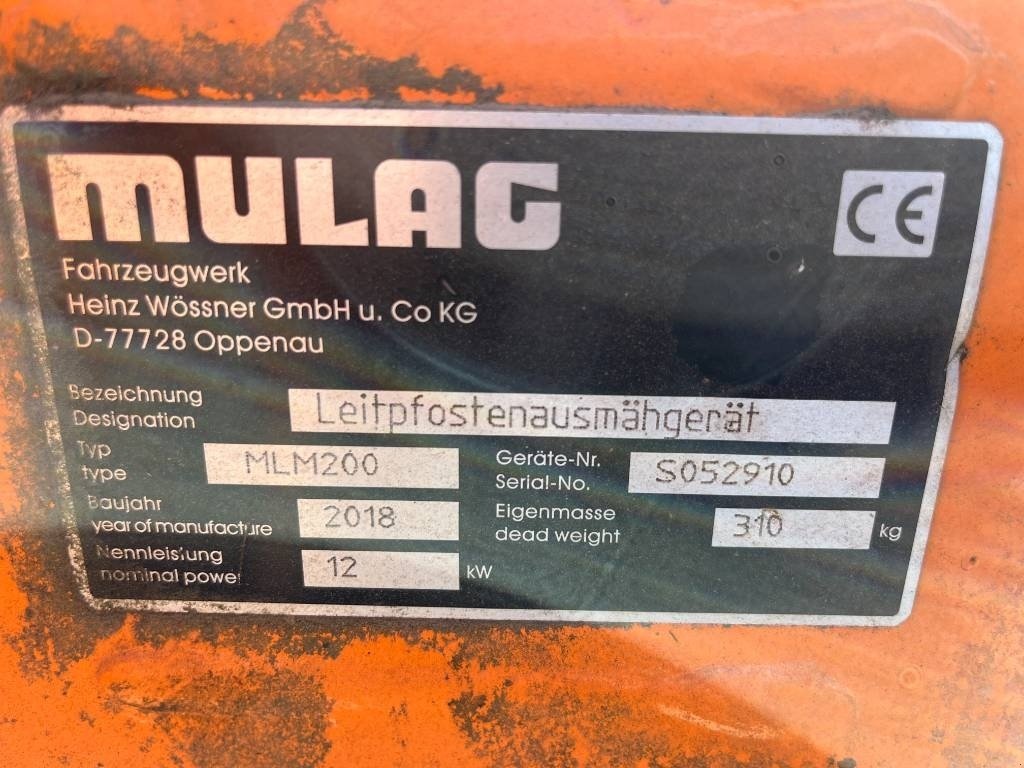 MULAG
CE
Fahrzeugwerk
Heinz Wössner GmbH u. Co KG
D-77728 Oppenau
Bezeichnung
Designation
Leitpfostenausmähgerät
Typ
type
MLM200
Geräte-Nr.
Serial-No.
S052910
Baujahr
year of manufacture
2018
Eigenmasse
dead weight
310
kg
Nennleistung
nominal power
12
kW